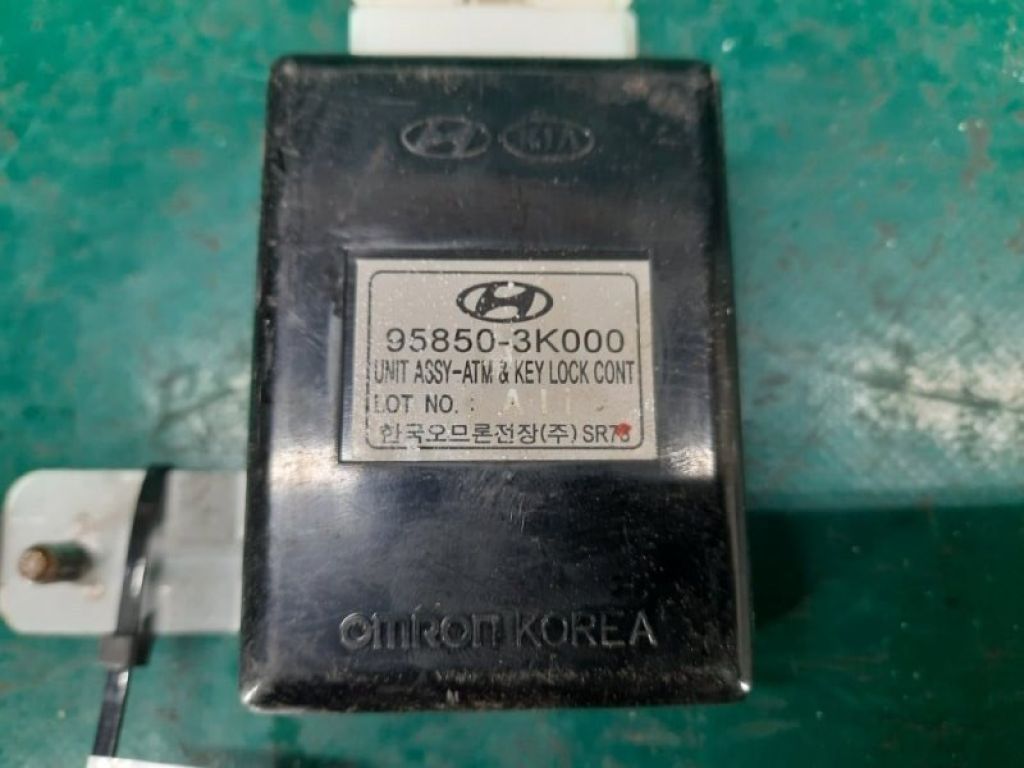 KIA
95850-3K000
UNIT ASSY-ATM & KEY LOCK CONT
LOT NO. :
한국오므론전장(주)
omron KOREA